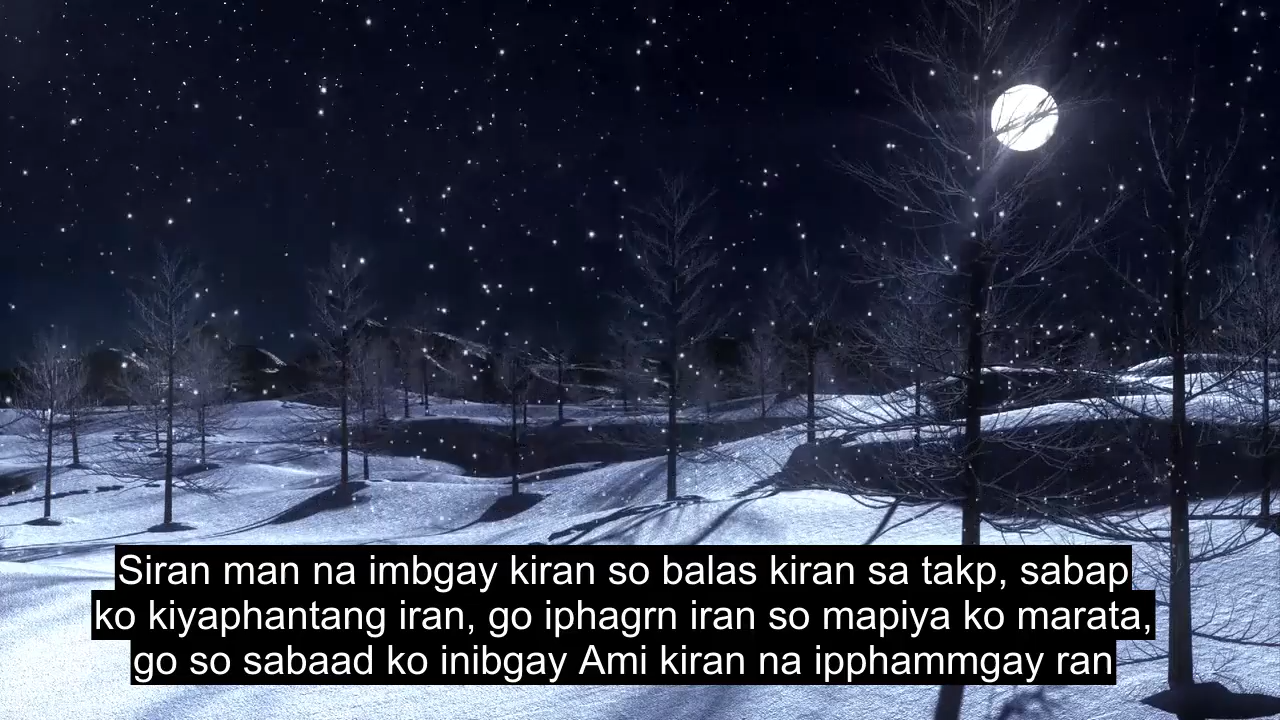 Siran man na imbgay kiran so balas kiran sa takp, sabap
ko kiyaphantang iran, go iphagrn iran so mapiya ko marata,
go so sabaad ko inibgay Ami kiran na ipphammgay ran